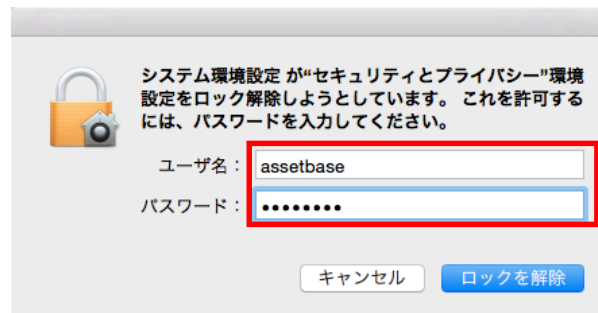 システム環境設定 が“セキュリティとプライバシー”環境
設定をロック解除しようとしています。 これを許可する
には、パスワードを入力してください。
ユーザ名： assetbase
パスワード： ••••••••
キャンセル ロックを解除